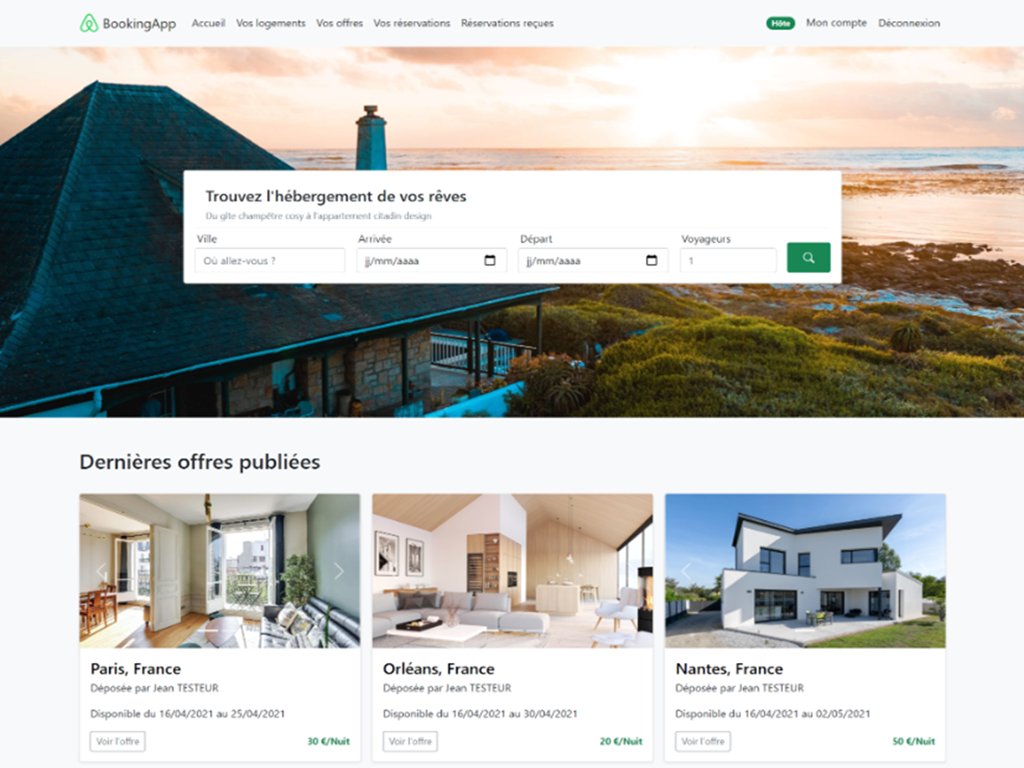 BookingApp Accueil Vos logements Vos offres Vos réservations Réservations reçues Hôte Mon compte Déconnexion
Trouvez l'hébergement de vos rêves
Du gîte champêtre cosy à l'appartement citadin design
Ville Arrivée Départ Voyageurs
Où allez-vous ? jj/mm/aaaa jj/mm/aaaa 1
Dernières offres publiées
Paris, France
Déposée par Jean TESTEUR
Disponible du 16/04/2021 au 25/04/2021
Voir l'offre 30 €/Nuit
Orléans, France
Déposée par Jean TESTEUR
Disponible du 16/04/2021 au 30/04/2021
Voir l'offre 20 €/Nuit
Nantes, France
Déposée par Jean TESTEUR
Disponible du 16/04/2021 au 02/05/2021
Voir l'offre 50 €/Nuit